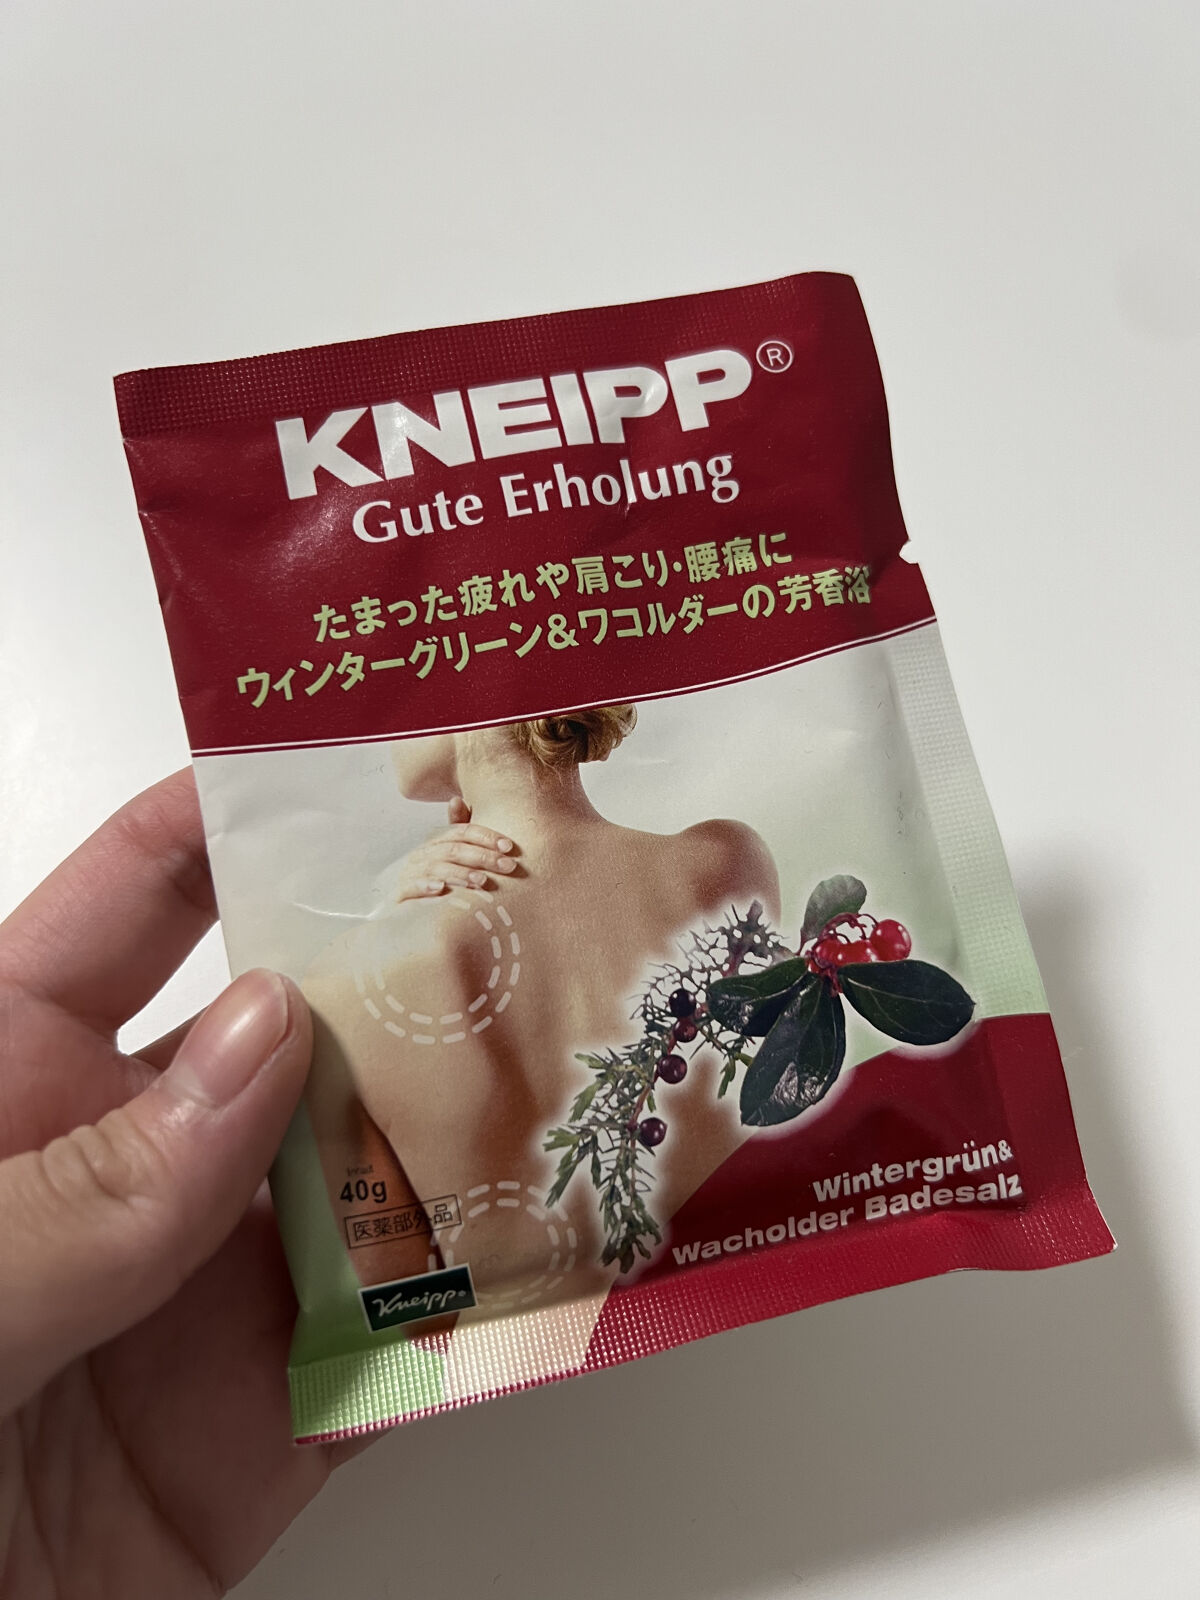 KNEIPP®
Gute Erholung
たまった疲れや肩こり・腰痛に
ウィンターグリーン&ワコルダーの芳香浴
Inhalt
40g
医薬部外品
Kneipp®
Wintergrün&
Wacholder Badesalz